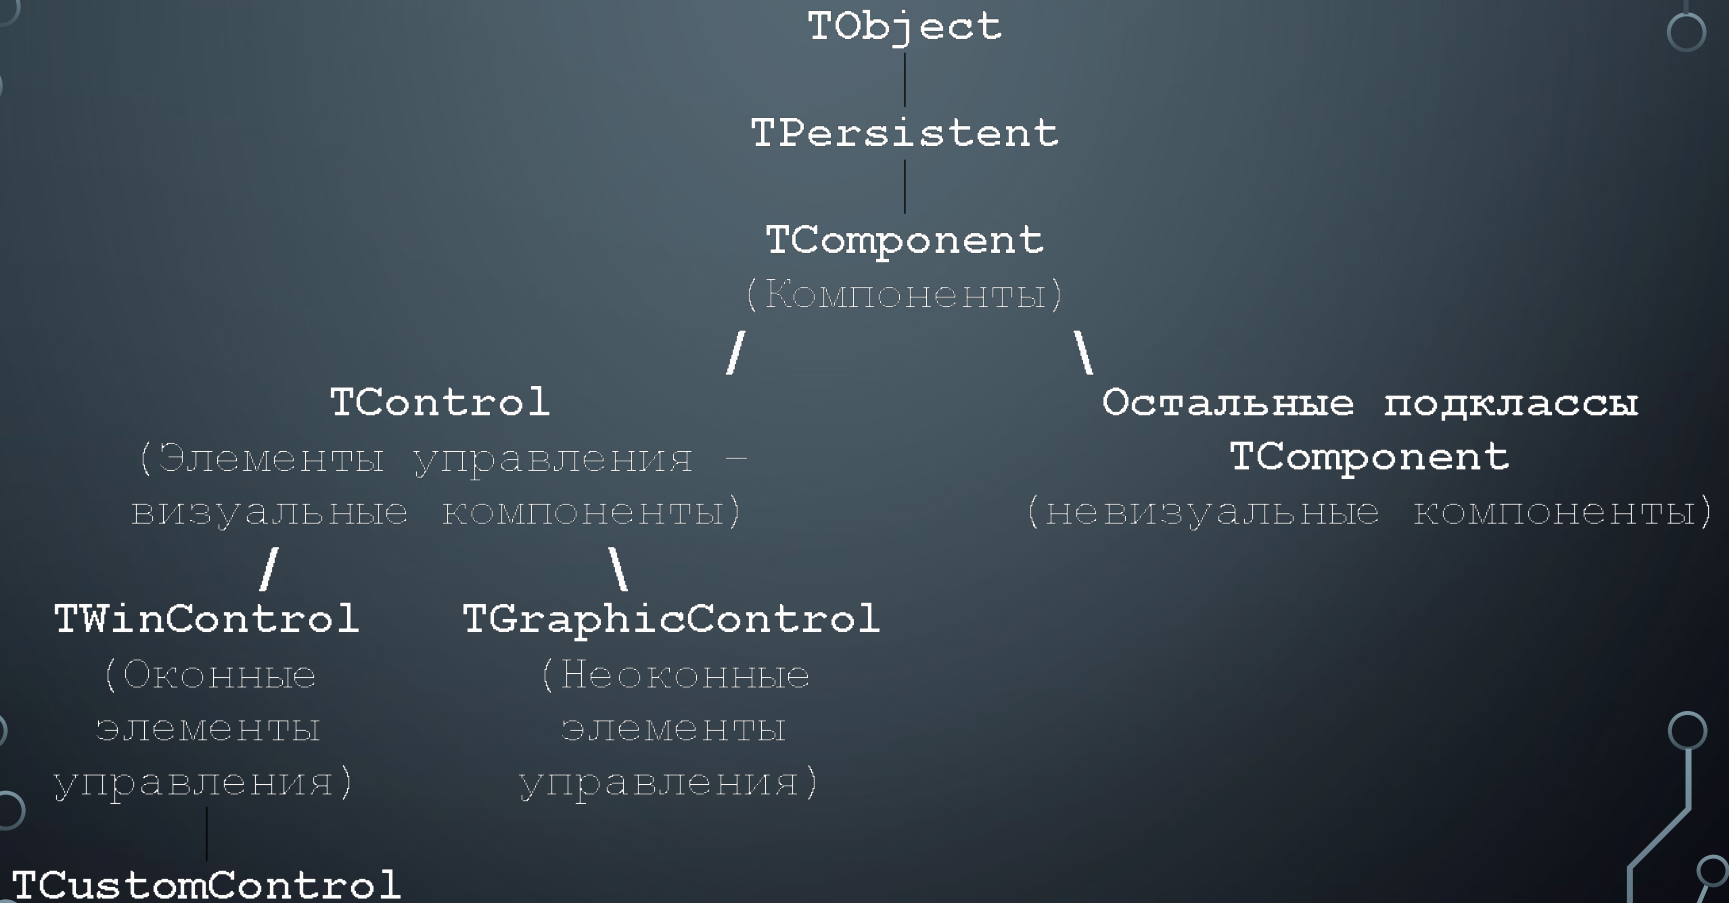 TObject
TPersistent
TComponent
(Компоненты)
/ \
TControl
(Элементы управления –
визуальные компоненты)
Остальные подклассы
TComponent
(невизуальные компоненты)
/ \
TWinControl
(Оконные
элементы
управления)
TGraphicControl
(Неоконные
элементы
управления)
TCustomControl